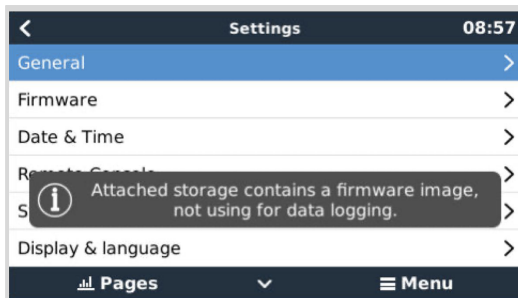 Settings
08:57
General
Firmware
Date & Time
Attached storage contains a firmware image,
not using for data logging.
Display & language
Pages
Menu